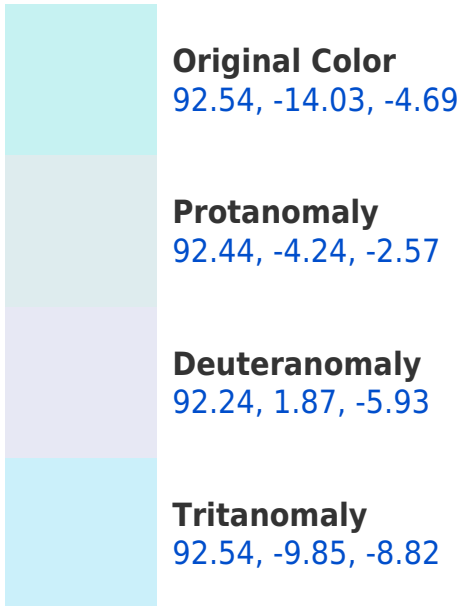 Original Color
92.54, -14.03, -4.69
Protanomaly
92.44, -4.24, -2.57
Deuteranomaly
92.24, 1.87, -5.93
Tritanomaly
92.54, -9.85, -8.82